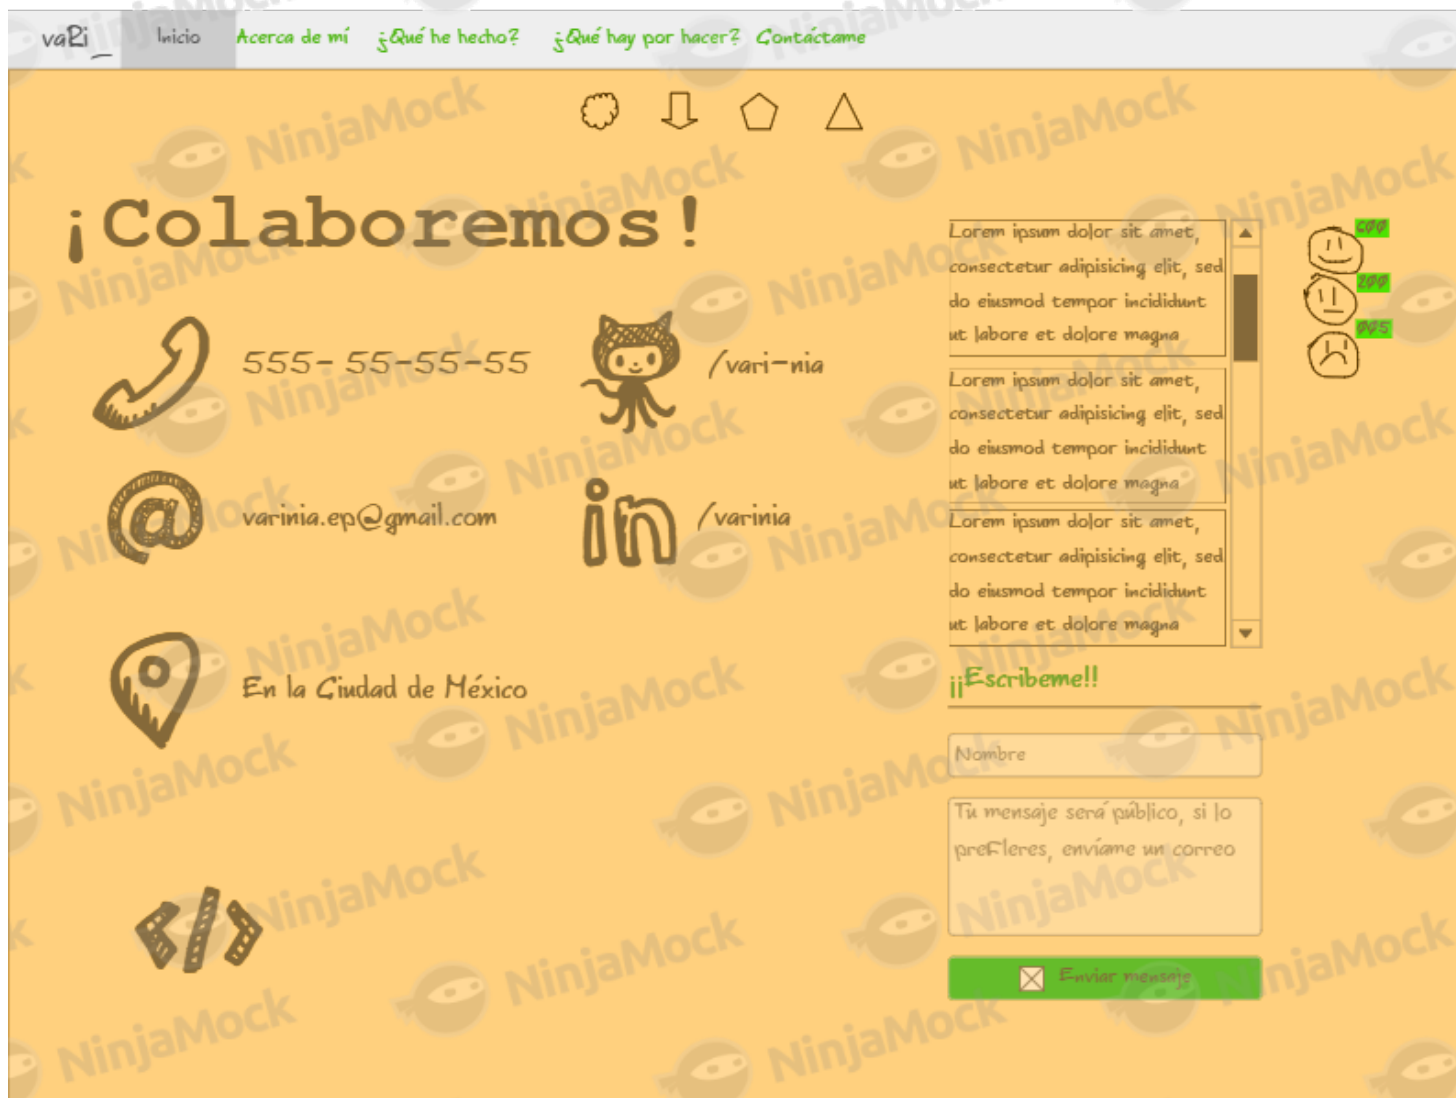 vaRi_
Inicio
Acerca de mí
¿Qué he hecho?
¿Qué hay por hacer?
Contáctame
¡Colaboremos!
555- 55-55-55
/vari-nia
varinia.ep@gmail.com
in
/varinia
En la Ciudad de México
</>
Lorem ipsum dolor sit amet,
consectetur adipisicing elit, sed
do eiusmod tempor incididunt
ut labore et dolore magna
Lorem ipsum dolor sit amet,
consectetur adipisicing elit, sed
do eiusmod tempor incididunt
ut labore et dolore magna
Lorem ipsum dolor sit amet,
consectetur adipisicing elit, sed
do eiusmod tempor incididunt
ut labore et dolore magna
200
005
¡¡Escribeme!!
Nombre
Tu mensaje será público, si lo
prefIeres, envíame un correo
Enviar mensaje
NinjaMock